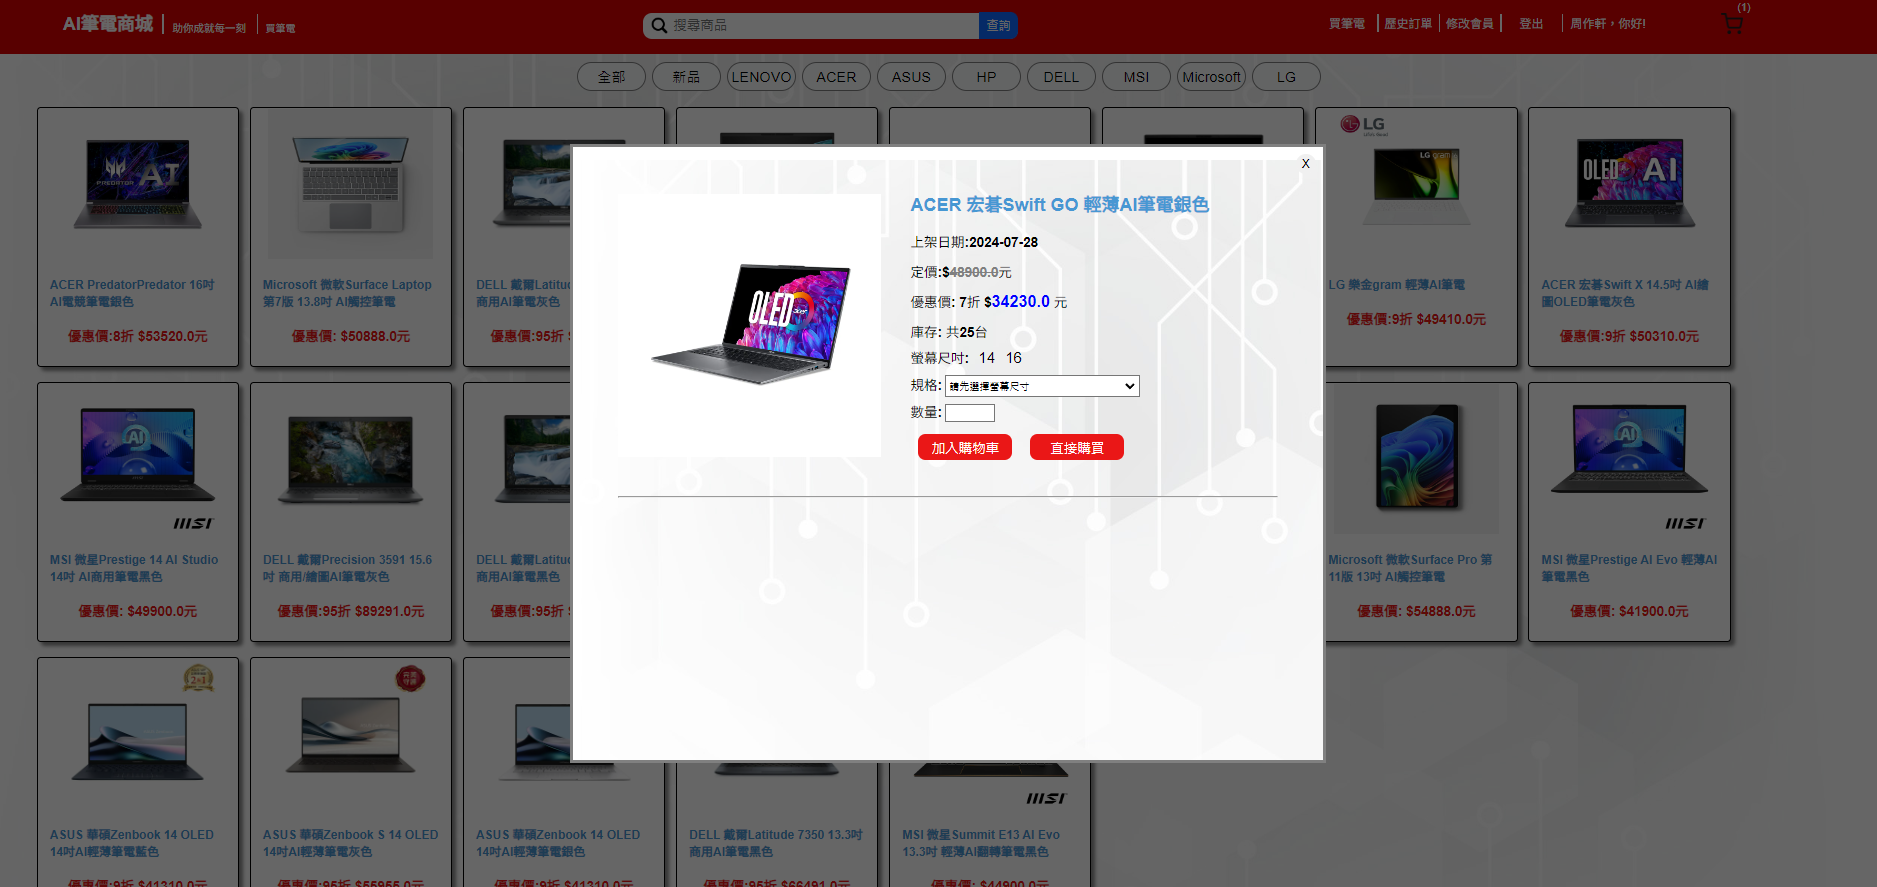 AI筆電商城 助你成就每一刻 買筆電
搜尋商品 查詢
買筆電 歷史訂單 修改會員 登出 周作軒，你好! (1)
全部 新品 LENOVO ACER ASUS HP DELL MSI Microsoft LG
X
ACER 宏碁Swift GO 輕薄AI筆電銀色
上架日期:2024-07-28
定價:$48900.0元
優惠價: 7折 $34230.0 元
庫存: 共25台
螢幕尺吋: 14 16
規格: 請先選擇螢幕尺寸
數量:
加入購物車 直接購買
OLED
acer
PREDATOR AI
ACER PredatorPredator 16吋
AI電競筆電銀色
優惠價:8折 $53520.0元
Microsoft 微軟Surface Laptop
第7版 13.8吋 AI觸控筆電
優惠價: $50888.0元
DELL 戴爾Latitu
商用AI筆電灰色
優惠價:95折
LG
LG gram
LG 樂金gram 輕薄AI筆電
優惠價:9折 $49410.0元
OLED AI
ACER 宏碁Swift X 14.5吋 AI繪
圖OLED筆電灰色
優惠價:9折 $50310.0元
AI
msi
MSI 微星Prestige 14 AI Studio
14吋 AI商用筆電黑色
優惠價: $49900.0元
DELL 戴爾Precision 3591 15.6
吋 商用/繪圖AI筆電灰色
優惠價:95折 $89291.0元
DELL 戴爾Latitu
商用AI筆電黑色
優惠價:95折
Microsoft 微軟Surface Pro 第
11版 13吋 AI觸控筆電
優惠價: $54888.0元
AI
msi
MSI 微星Prestige AI Evo 輕薄AI
筆電黑色
優惠價: $41900.0元
ASUS 華碩Zenbook 14 OLED
14吋AI輕薄筆電藍色
優惠價:9折 $41310.0元
ASUS 華碩Zenbook S 14 OLED
14吋AI輕薄筆電灰色
優惠價:95折 $55955.0元
ASUS 華碩Zenbook 14 OLED
14吋AI輕薄筆電銀色
優惠價:9折 $41310.0元
DELL 戴爾Latitude 7350 13.3吋
商用AI筆電黑色
優惠價:95折 $66491.0元
msi
MSI 微星Summit E13 AI Evo
13.3吋 輕薄AI翻轉筆電黑色
優惠價: $44900.0元